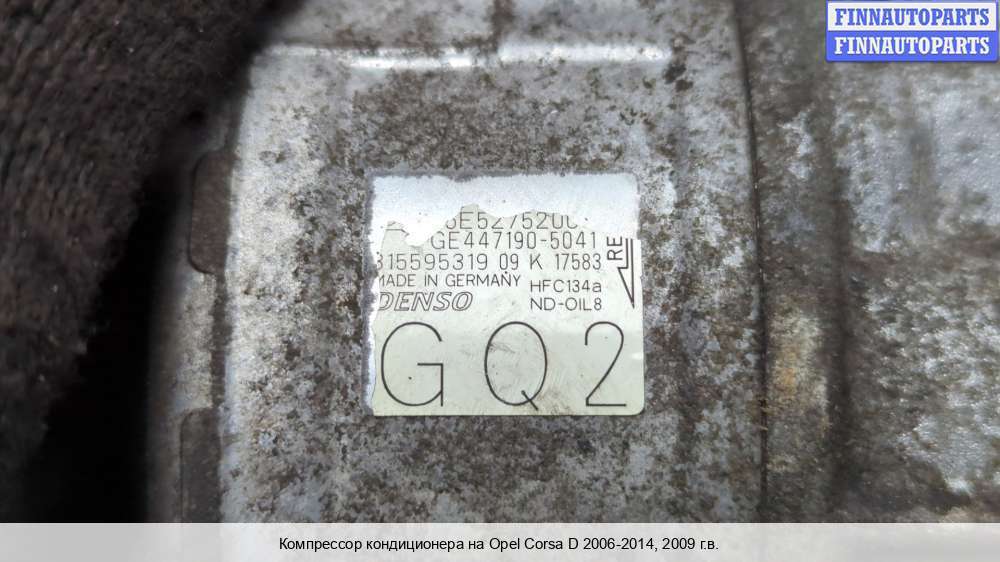 FINNAUTOPARTS
FINNAUTOPARTS
GE447190-5041
815595319 09 K 17583
MADE IN GERMANY
HFC134a
DENSO
ND-OIL8
RE
GQ2
Компрессор кондиционера на Opel Corsa D 2006-2014, 2009 г.в.